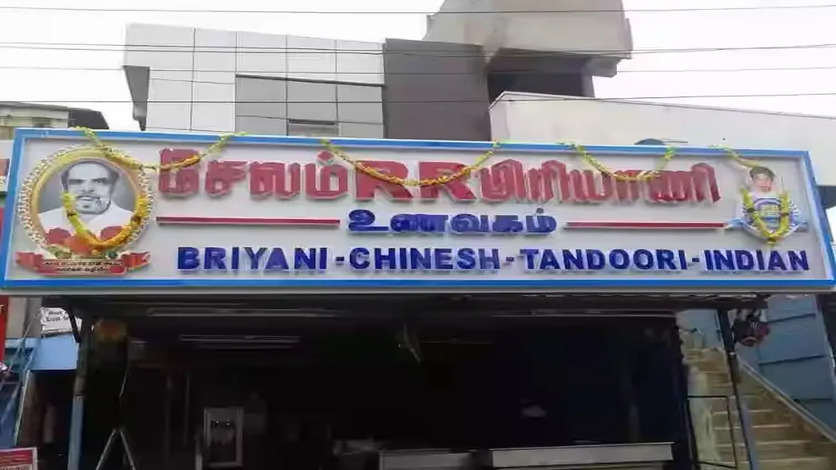 சேலம் RR பிரியாணி
உணவகம்
BRIYANI - CHINESH - TANDOORI - INDIAN